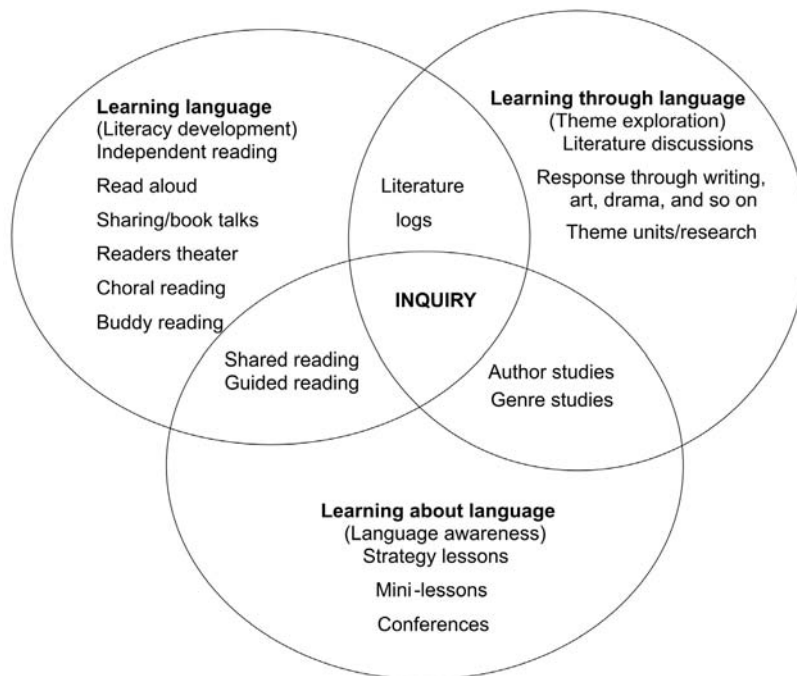 Learning language
(Literacy development)
Independent reading
Read aloud
Sharing/book talks
Readers theater
Choral reading
Buddy reading
Literature
logs
Learning through language
(Theme exploration)
Literature discussions
Response through writing,
art, drama, and so on
Theme units/research
INQUIRY
Shared reading
Guided reading
Author studies
Genre studies
Learning about language
(Language awareness)
Strategy lessons
Mini-lessons
Conferences